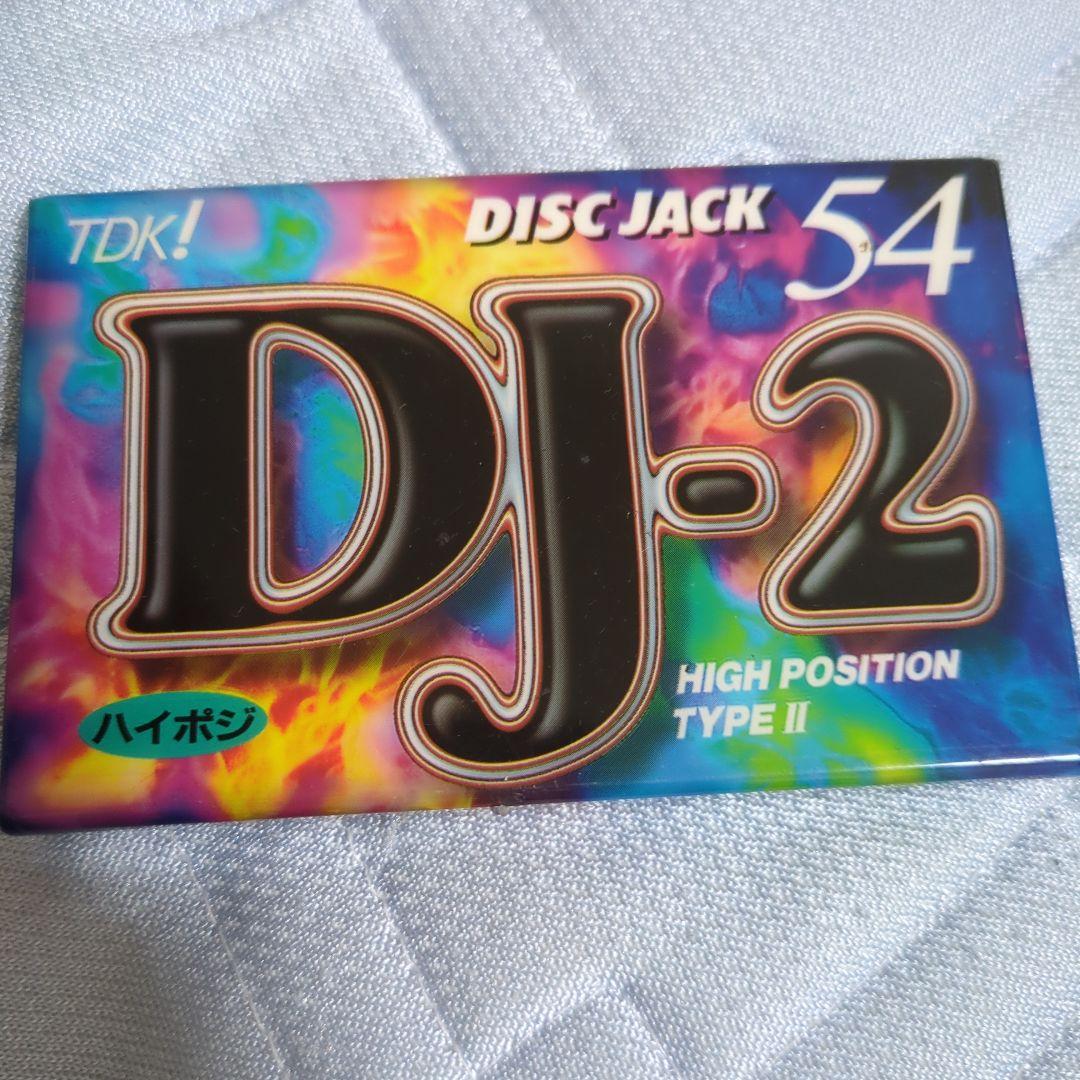 TDK!
DISC JACK 54
DJ-2
HIGH POSITION
TYPE II
ハイポジ